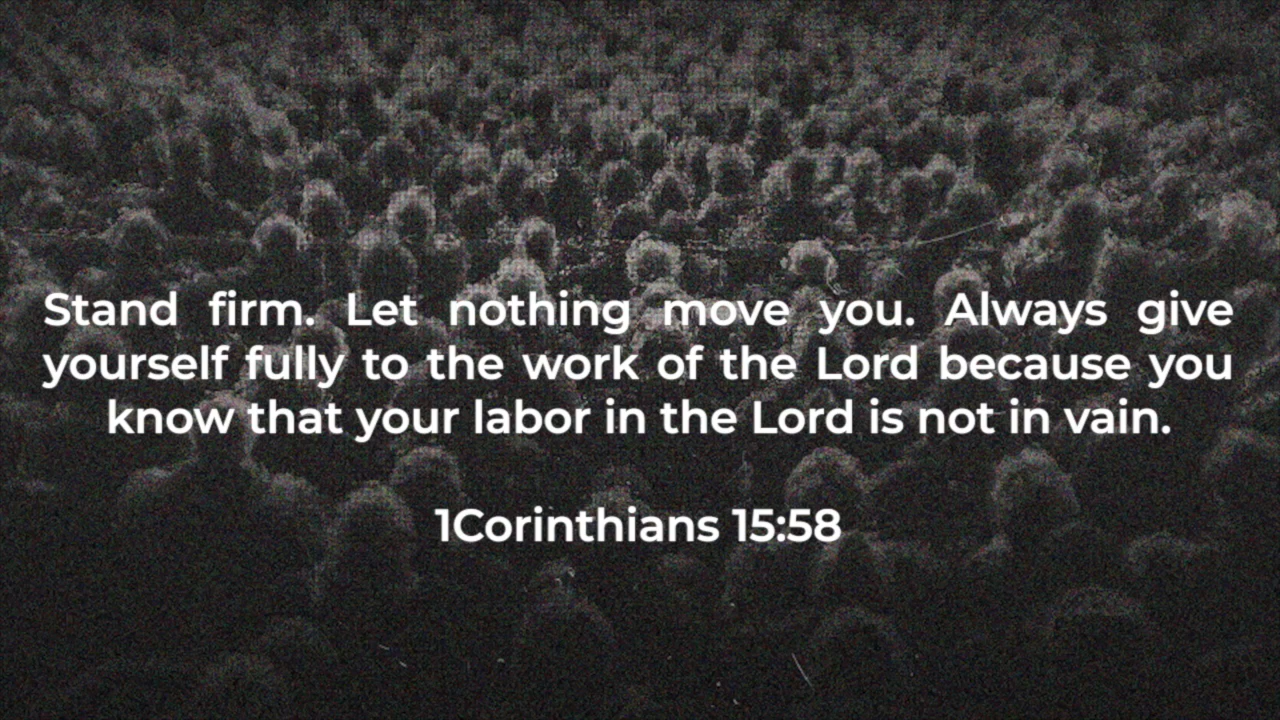 Stand firm. Let nothing move you. Always give
yourself fully to the work of the Lord because you
know that your labor in the Lord is not in vain.
1Corinthians 15:58